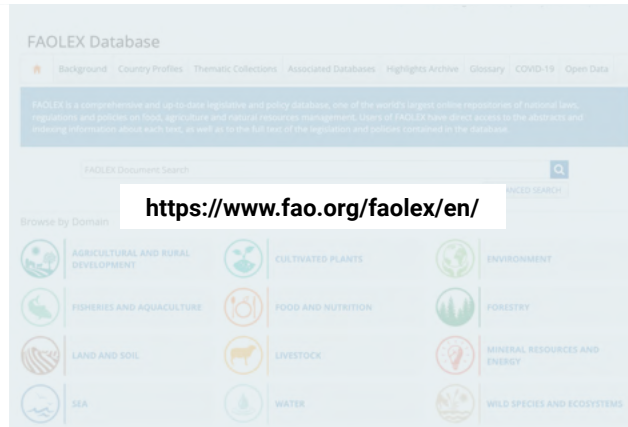 FAOLEX Database
Background Country Profiles Thematic Collections Associated Databases Highlights Archive Glossary COVID-19 Open Data
FAOLEX is a comprehensive and up-to-date legislative and policy database, one of the world's largest online repositories of national laws,
regulations and policies on food, agriculture and natural resources management. Users of FAOLEX have direct access to the abstracts and
indexing information about each text, as well as to the full text of the legislation and policies contained in the database.
FAOLEX Document Search
SEARCH
https://www.fao.org/faolex/en/
Browse by Domain
AGRICULTURAL AND RURAL
DEVELOPMENT
CULTIVATED PLANTS
ENVIRONMENT
FISHERIES AND AQUACULTURE
FOOD AND NUTRITION
FORESTRY
LAND AND SOIL
LIVESTOCK
MINERAL RESOURCES AND
ENERGY
SEA
WATER
WILD SPECIES AND ECOSYSTEMS